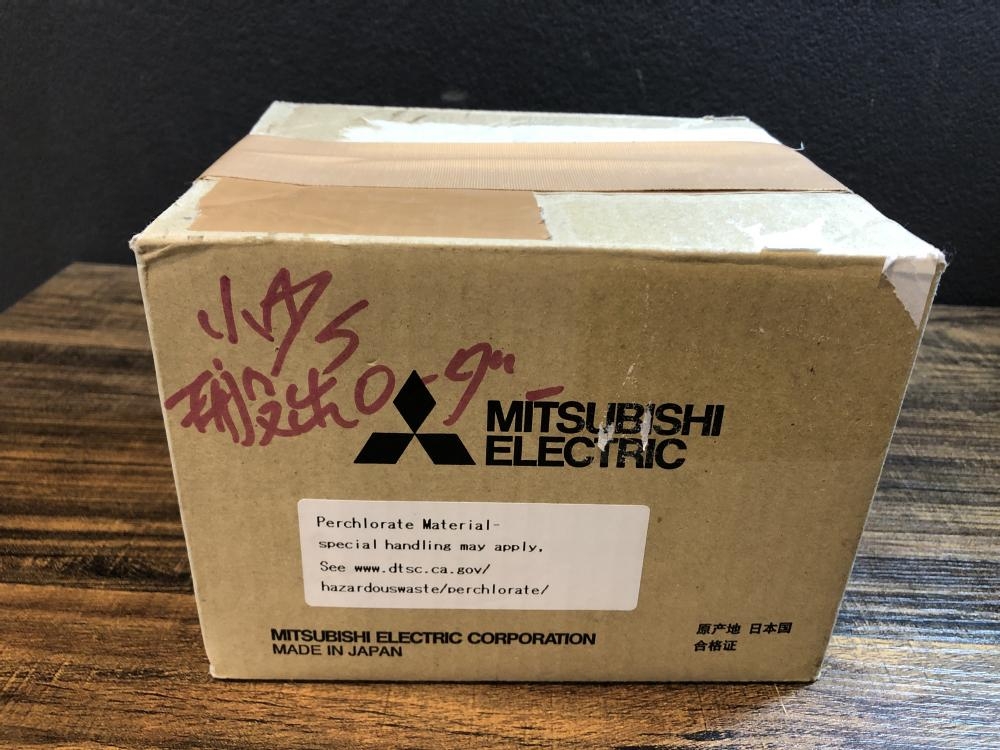 MITSUBISHI
ELECTRIC
Perchlorate Material-
special handling may apply.
See www.dtsc.ca.gov/
hazardouswaste/perchlorate/
MITSUBISHI ELECTRIC CORPORATION
MADE IN JAPAN
原产地 日本国
合格证